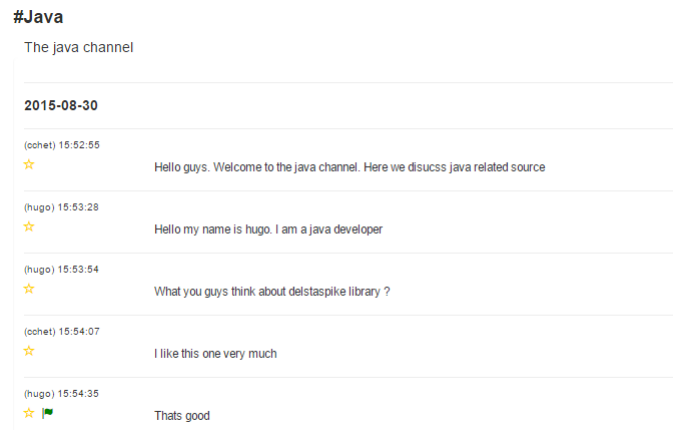 #Java
The java channel
2015-08-30
(cchet) 15:52:55
Hello guys. Welcome to the java channel. Here we disucss java related source
(hugo) 15:53:28
Hello my name is hugo. I am a java developer
(hugo) 15:53:54
What you guys think about delstaspike library ?
(cchet) 15:54:07
I like this one very much
(hugo) 15:54:35
Thats good